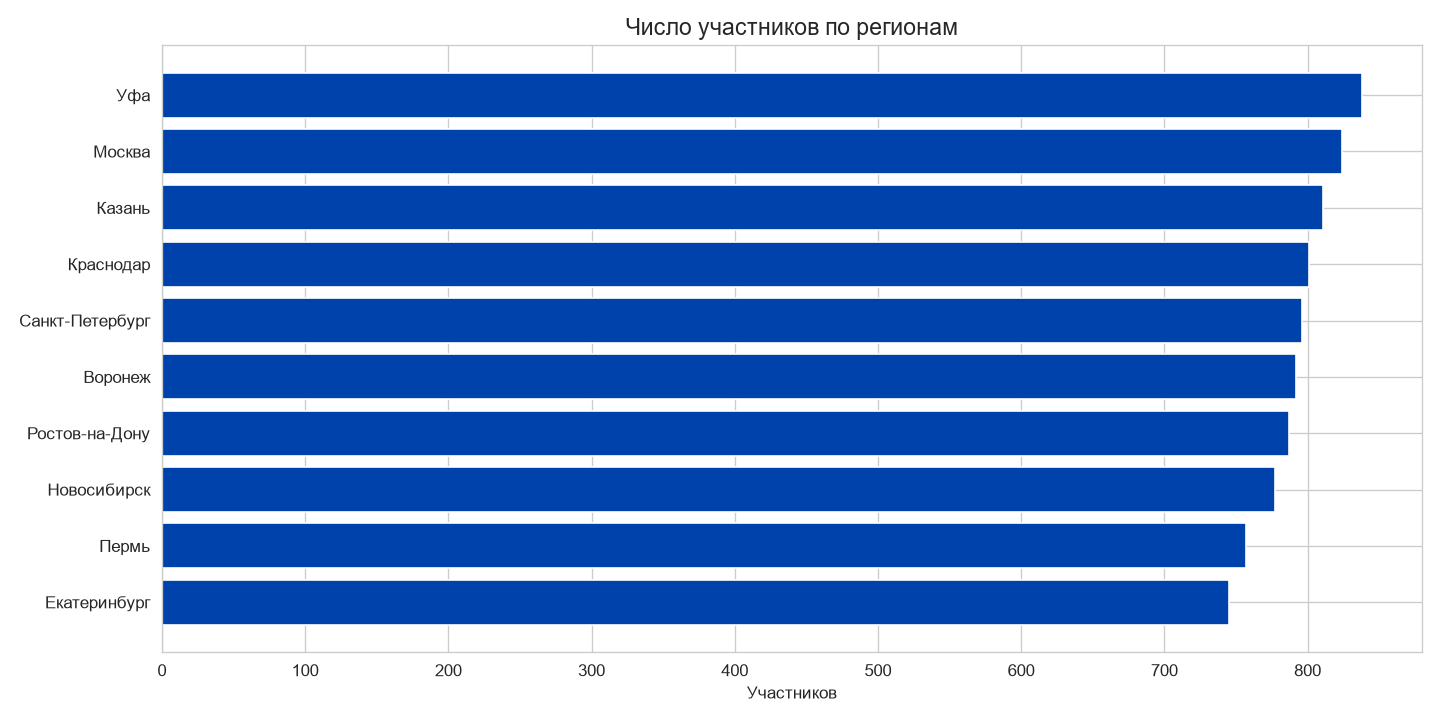 Число участников по регионам
Уфа
Москва
Казань
Краснодар
Санкт-Петербург
Воронеж
Ростов-на-Дону
Новосибирск
Пермь
Екатеринбург
0 100 200 300 400 500 600 700 800
Участников